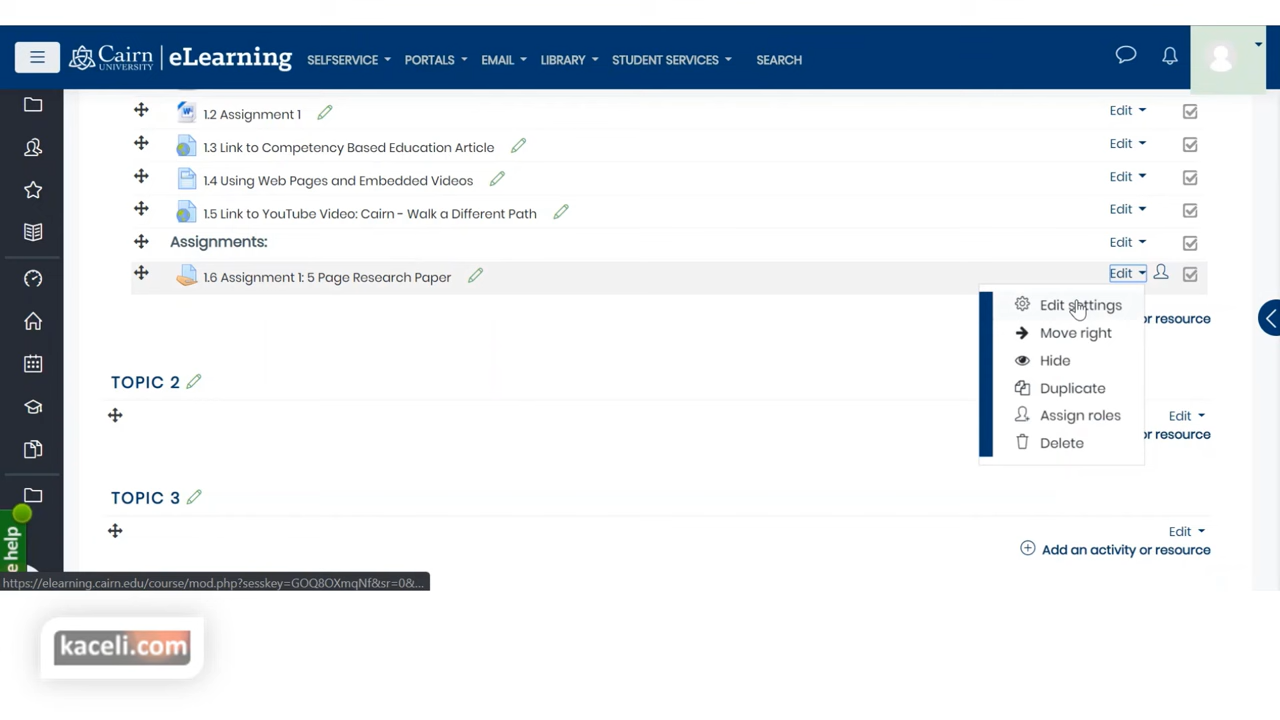 Cairn UNIVERSITY eLearning SELFSERVICE PORTALS EMAIL LIBRARY STUDENT SERVICES SEARCH
1.2 Assignment 1 Edit
1.3 Link to Competency Based Education Article Edit
1.4 Using Web Pages and Embedded Videos Edit
1.5 Link to YouTube Video: Cairn - Walk a Different Path Edit
Assignments: Edit
1.6 Assignment 1: 5 Page Research Paper Edit
Edit settings
or resource
Move right
Hide
TOPIC 2
Duplicate
Assign roles
Edit
or resource
Delete
TOPIC 3
Edit
Add an activity or resource
e help
https://elearning.cairn.edu/course/mod.php?sesskey=GOQ8OXmqNf&sr=0&...
kaceli.com